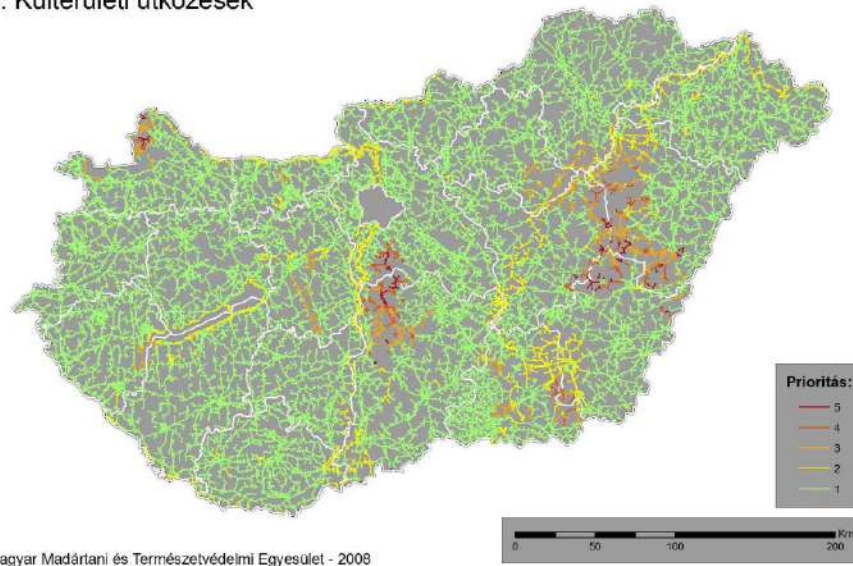 : Külterületi ütközések
Prioritás:
5
4
3
2
1
Km
0 50 100 200
agyar Madártani és Természetvédelmi Egyesület - 2008